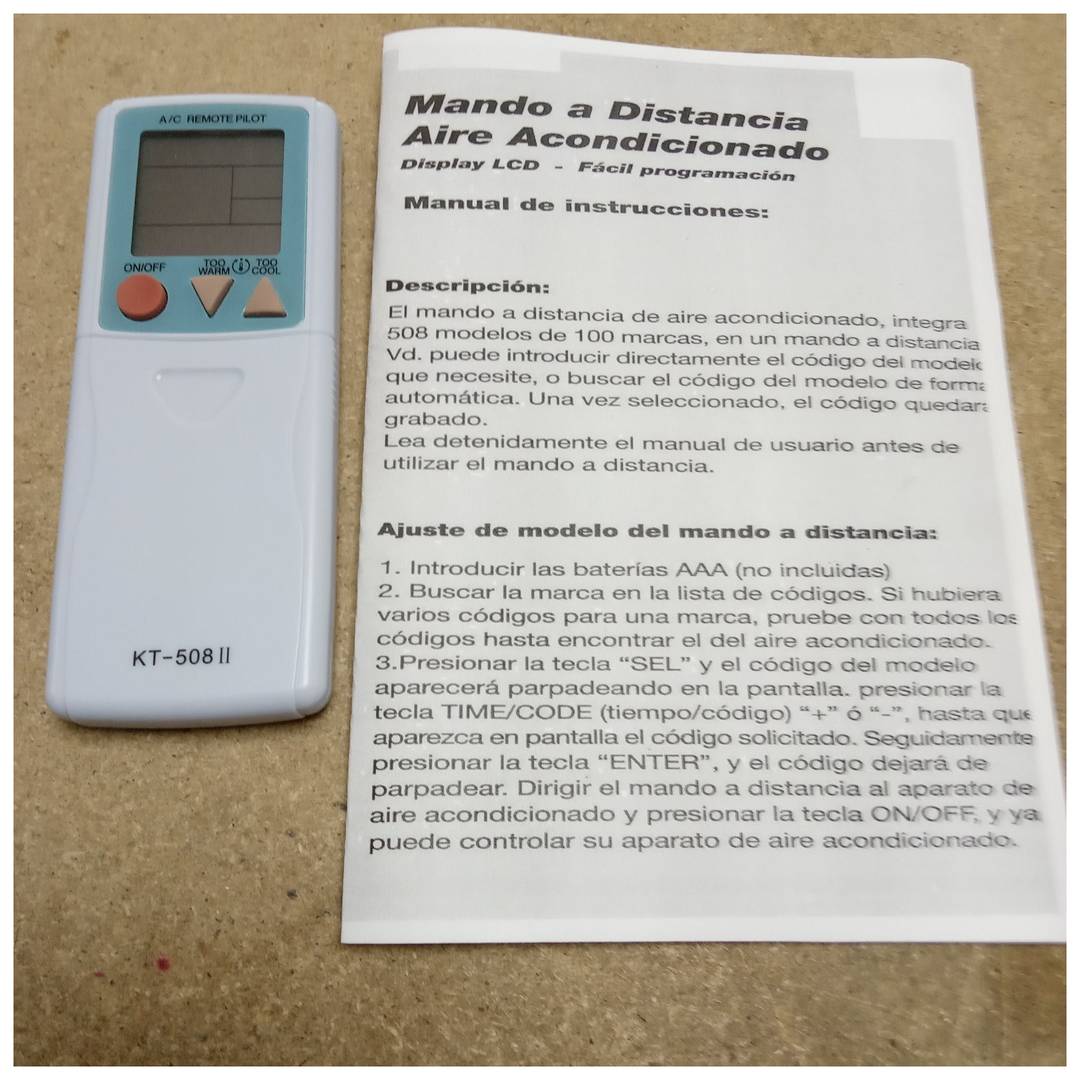 A/C REMOTE PILOT
ON/OFF
TOO WARM
TOO COOL
KT-508 II
Mando a Distancia
Aire Acondicionado
Display LCD - Fácil programación
Manual de instrucciones:
Descripción:
El mando a distancia de aire acondicionado, integra
508 modelos de 100 marcas, en un mando a distancia
Vd. puede introducir directamente el código del modelo
que necesite, o buscar el código del modelo de forma
automática. Una vez seleccionado, el código quedara
grabado.
Lea detenidamente el manual de usuario antes de
utilizar el mando a distancia.
Ajuste de modelo del mando a distancia:
1. Introducir las baterías AAA (no incluidas)
2. Buscar la marca en la lista de códigos. Si hubiera
varios códigos para una marca, pruebe con todos los
códigos hasta encontrar el del aire acondicionado.
3.Presionar la tecla “SEL” y el código del modelo
aparecerá parpadeando en la pantalla. presionar la
tecla TIME/CODE (tiempo/código) “+” ó “-”, hasta que
aparezca en pantalla el código solicitado. Seguidamente
presionar la tecla “ENTER”, y el código dejará de
parpadear. Dirigir el mando a distancia al aparato de
aire acondicionado y presionar la tecla ON/OFF, y ya
puede controlar su aparato de aire acondicionado.